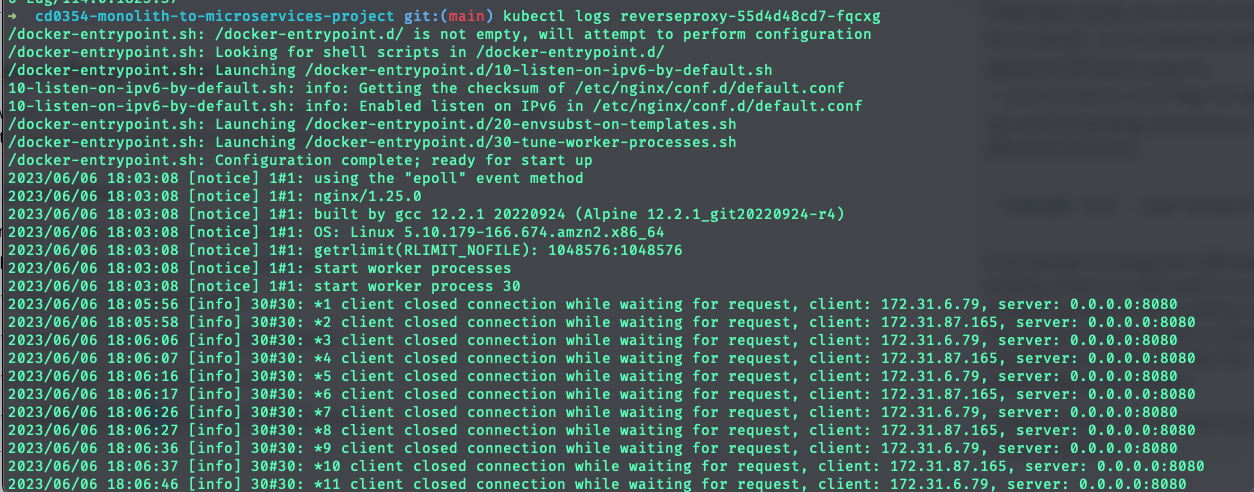 ➜ cd0354-monolith-to-microservices-project git:(main) kubectl logs reverseproxy-55d4d48cd7-fqcxg
/docker-entrypoint.sh: /docker-entrypoint.d/ is not empty, will attempt to perform configuration
/docker-entrypoint.sh: Looking for shell scripts in /docker-entrypoint.d/
/docker-entrypoint.sh: Launching /docker-entrypoint.d/10-listen-on-ipv6-by-default.sh
10-listen-on-ipv6-by-default.sh: info: Getting the checksum of /etc/nginx/conf.d/default.conf
10-listen-on-ipv6-by-default.sh: info: Enabled listen on IPv6 in /etc/nginx/conf.d/default.conf
/docker-entrypoint.sh: Launching /docker-entrypoint.d/20-envsubst-on-templates.sh
/docker-entrypoint.sh: Launching /docker-entrypoint.d/30-tune-worker-processes.sh
/docker-entrypoint.sh: Configuration complete; ready for start up
2023/06/06 18:03:08 [notice] 1#1: using the "epoll" event method
2023/06/06 18:03:08 [notice] 1#1: nginx/1.25.0
2023/06/06 18:03:08 [notice] 1#1: built by gcc 12.2.1 20220924 (Alpine 12.2.1_git20220924-r4)
2023/06/06 18:03:08 [notice] 1#1: OS: Linux 5.10.179-166.674.amzn2.x86_64
2023/06/06 18:03:08 [notice] 1#1: getrlimit(RLIMIT_NOFILE): 1048576:1048576
2023/06/06 18:03:08 [notice] 1#1: start worker processes
2023/06/06 18:03:08 [notice] 1#1: start worker process 30
2023/06/06 18:05:56 [info] 30#30: *1 client closed connection while waiting for request, client: 172.31.6.79, server: 0.0.0.0:8080
2023/06/06 18:05:58 [info] 30#30: *2 client closed connection while waiting for request, client: 172.31.87.165, server: 0.0.0.0:8080
2023/06/06 18:06:06 [info] 30#30: *3 client closed connection while waiting for request, client: 172.31.6.79, server: 0.0.0.0:8080
2023/06/06 18:06:07 [info] 30#30: *4 client closed connection while waiting for request, client: 172.31.87.165, server: 0.0.0.0:8080
2023/06/06 18:06:16 [info] 30#30: *5 client closed connection while waiting for request, client: 172.31.6.79, server: 0.0.0.0:8080
2023/06/06 18:06:17 [info] 30#30: *6 client closed connection while waiting for request, client: 172.31.87.165, server: 0.0.0.0:8080
2023/06/06 18:06:26 [info] 30#30: *7 client closed connection while waiting for request, client: 172.31.6.79, server: 0.0.0.0:8080
2023/06/06 18:06:27 [info] 30#30: *8 client closed connection while waiting for request, client: 172.31.87.165, server: 0.0.0.0:8080
2023/06/06 18:06:36 [info] 30#30: *9 client closed connection while waiting for request, client: 172.31.6.79, server: 0.0.0.0:8080
2023/06/06 18:06:37 [info] 30#30: *10 client closed connection while waiting for request, client: 172.31.87.165, server: 0.0.0.0:8080
2023/06/06 18:06:46 [info] 30#30: *11 client closed connection while waiting for request, client: 172.31.6.79, server: 0.0.0.0:8080